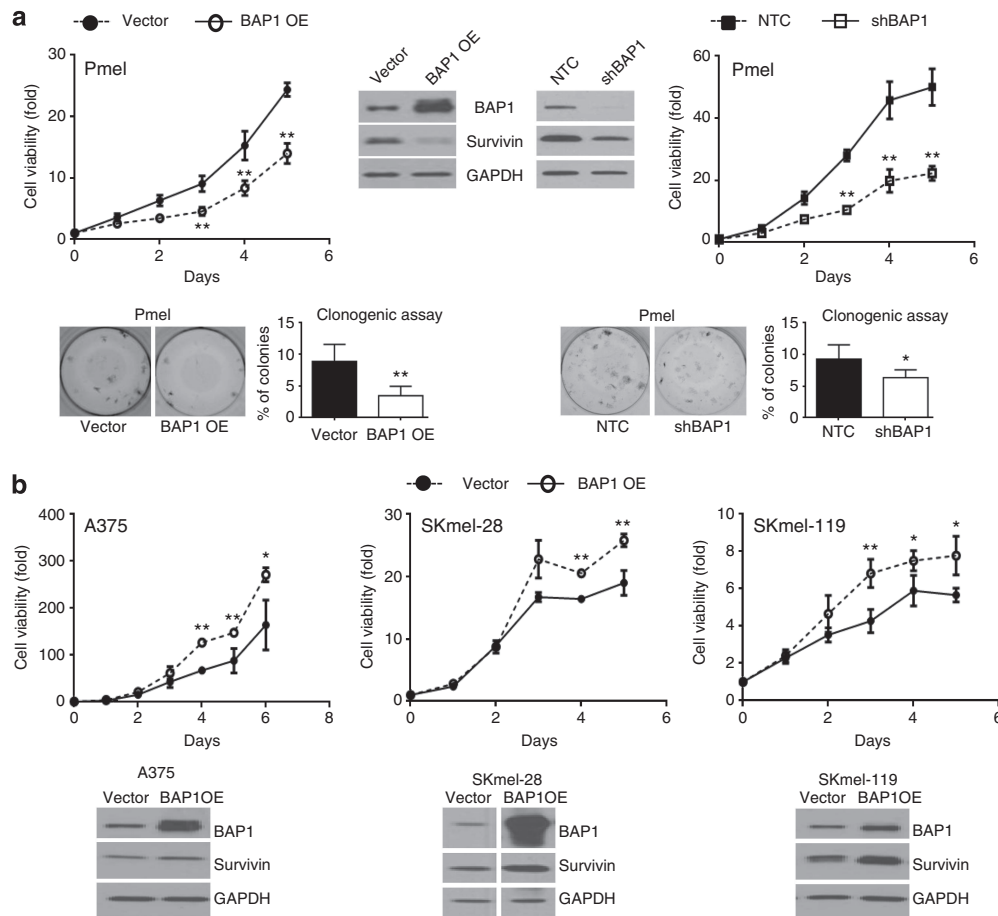 a
Vector BAP1 OE
NTC shBAP1
30
20
10
0
Cell viability (fold)
Pmel
**
**
**
0 2 4 6
Days
Vector BAP1 OE
NTC shBAP1
BAP1
Survivin
GAPDH
60
40
20
0
Cell viability (fold)
Pmel
**
**
**
0 2 4 6
Days
Pmel
Vector BAP1 OE
Clonogenic assay
15
10
5
0
% of colonies
**
Vector BAP1 OE
Pmel
NTC shBAP1
Clonogenic assay
15
10
5
0
% of colonies
*
NTC shBAP1
b
Vector BAP1 OE
400
300
200
100
0
Cell viability (fold)
A375
**
**
*
0 2 4 6 8
Days
30
20
10
0
Cell viability (fold)
SKmel-28
**
**
0 2 4 6
Days
10
8
6
4
2
0
Cell viability (fold)
SKmel-119
**
*
*
0 2 4 6
Days
A375
Vector BAP1OE
BAP1
Survivin
GAPDH
SKmel-28
Vector BAP1OE
BAP1
Survivin
GAPDH
SKmel-119
Vector BAP1OE
BAP1
Survivin
GAPDH